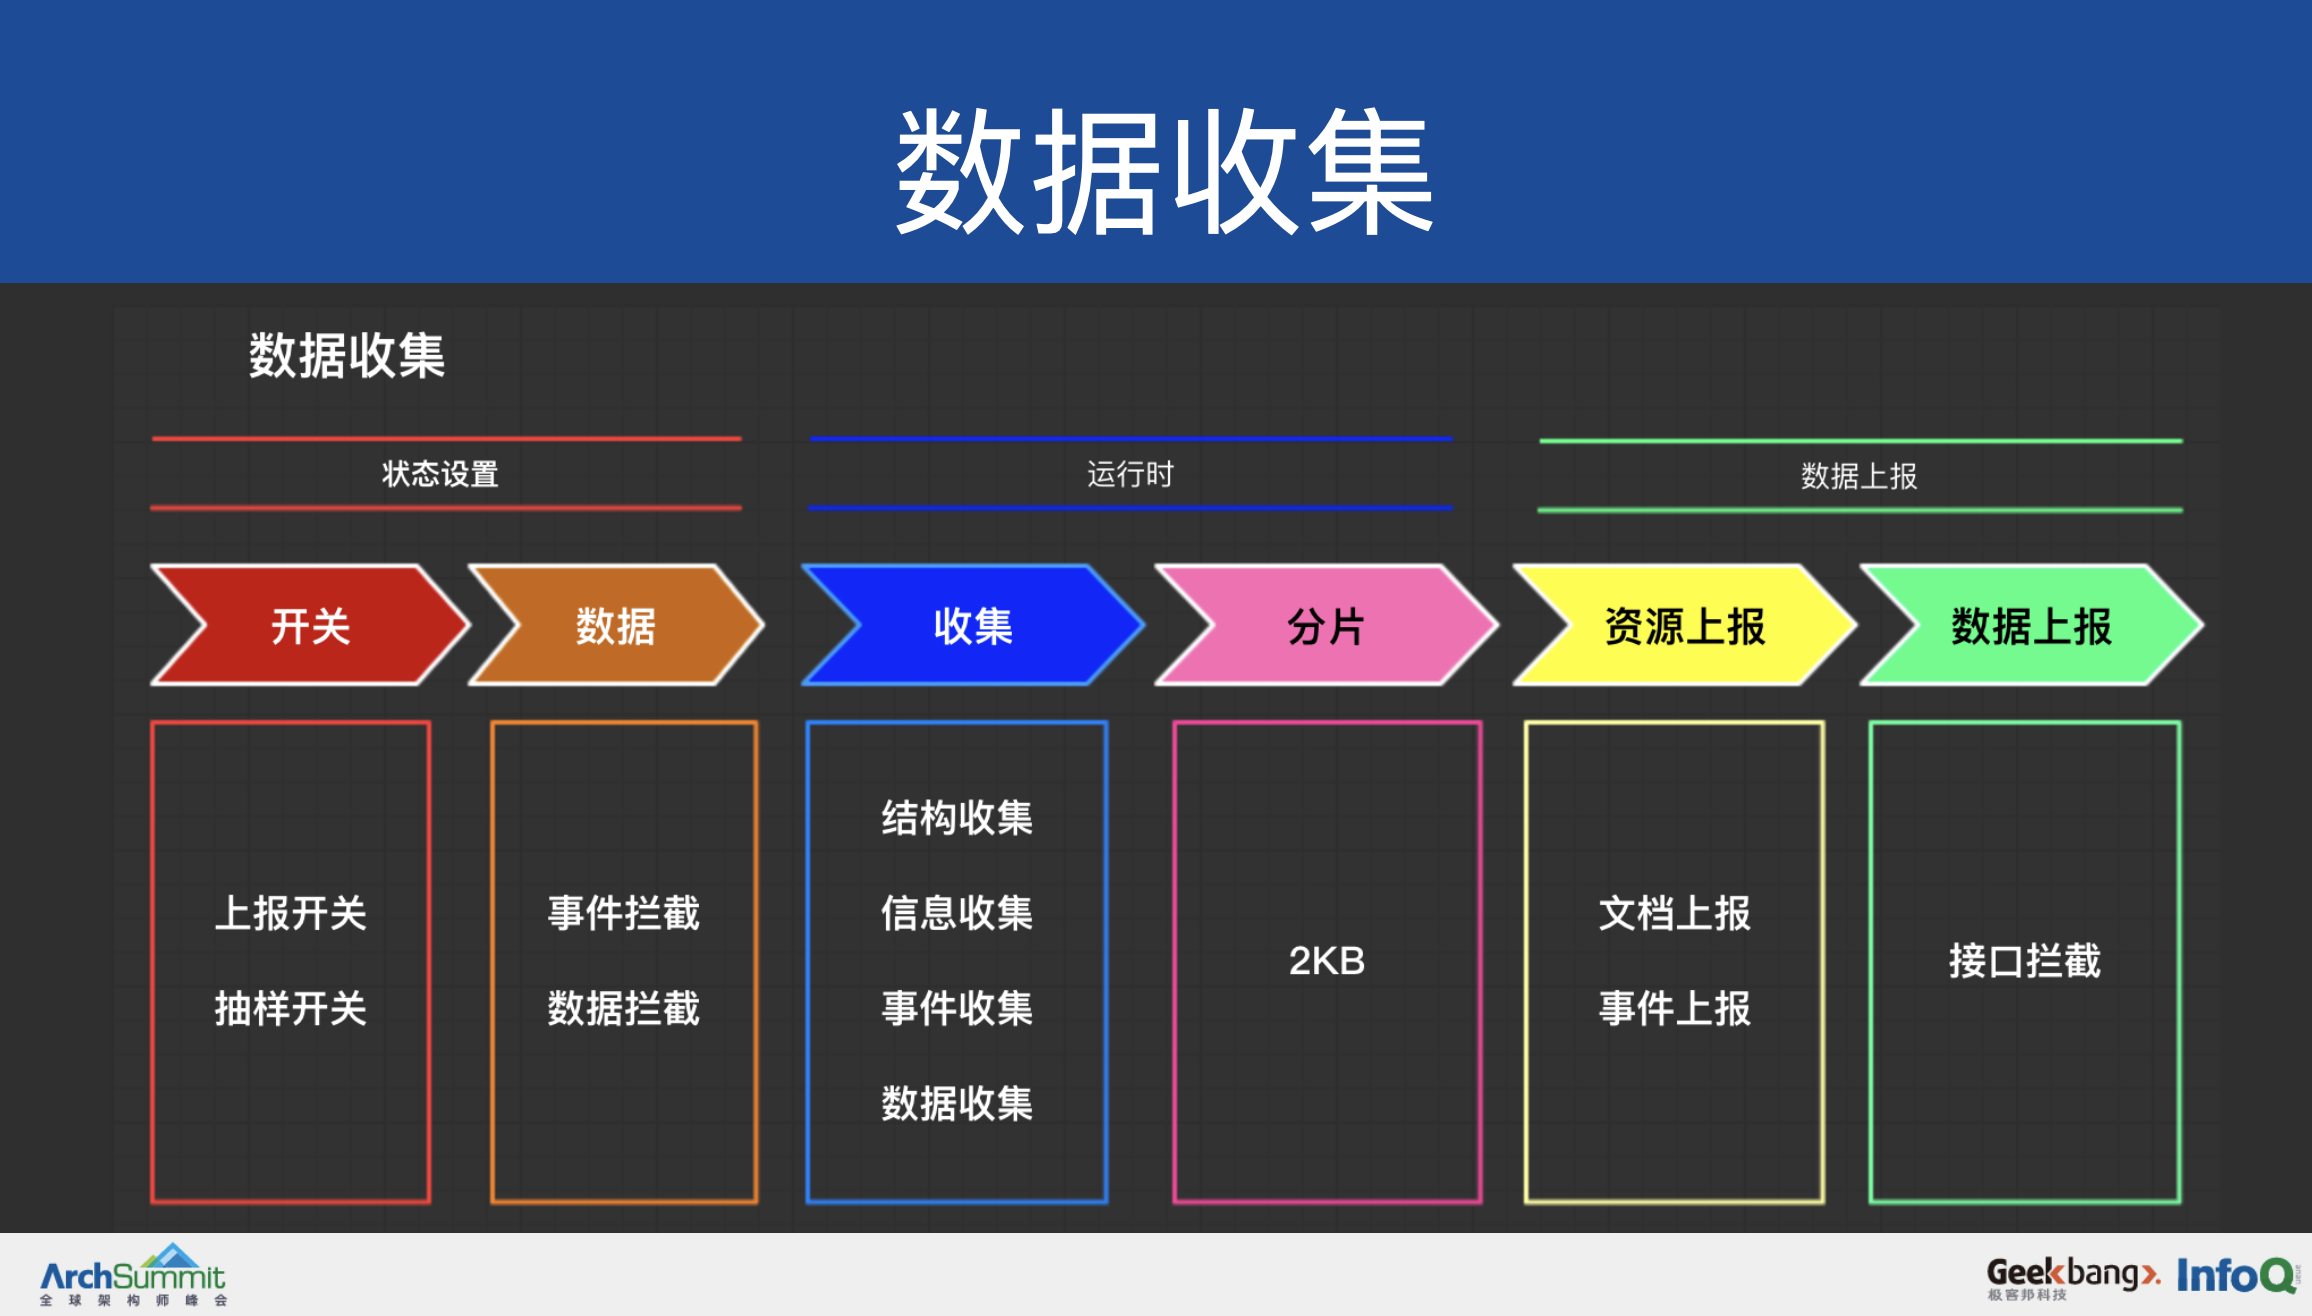 数据收集
数据收集
状态设置
运行时
数据上报
开关
数据
收集
分片
资源上报
数据上报
上报开关
抽样开关
事件拦截
数据拦截
结构收集
信息收集
事件收集
数据收集
2KB
文档上报
事件上报
接口拦截
ArchSummit
全球架构师峰会
Geekbang>.
极客邦科技
InfoQ